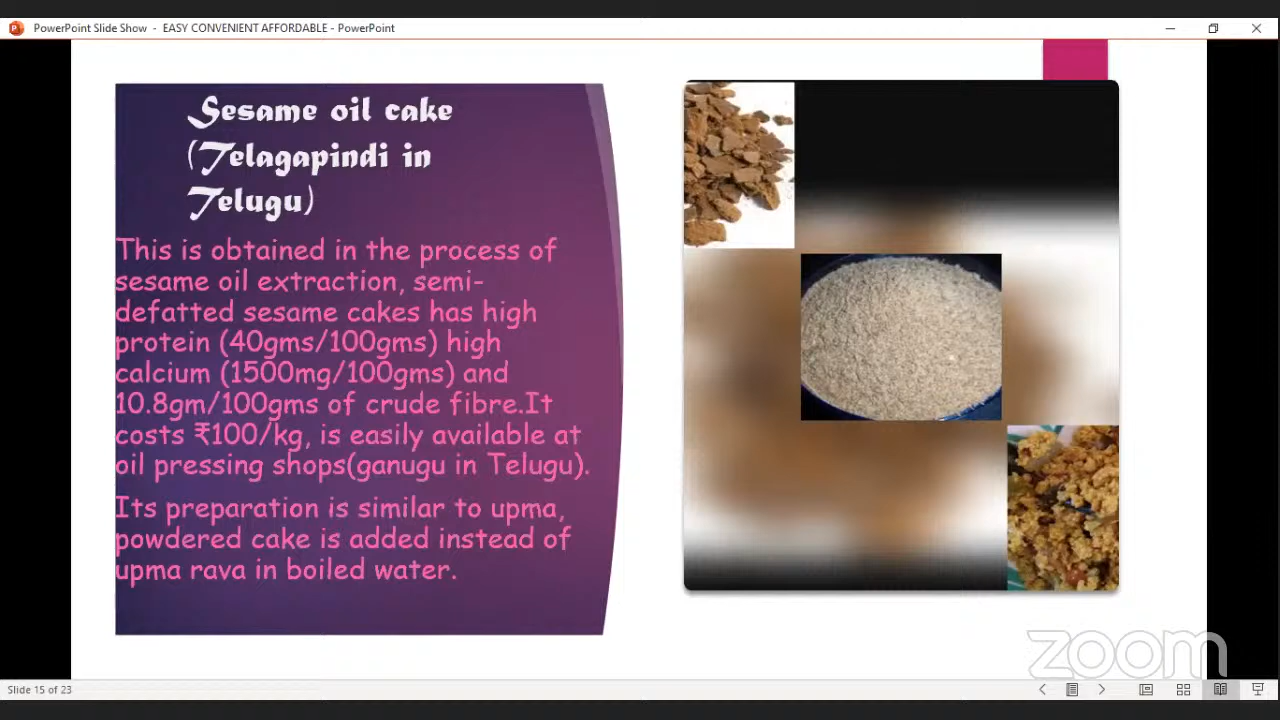 PowerPoint Slide Show - EASY CONVENIENT AFFORDABLE - PowerPoint
Sesame oil cake
(Telagapindi in
Telugu)
This is obtained in the process of
sesame oil extraction, semi-
defatted sesame cakes has high
protein (40gms/100gms) high
calcium (1500mg/100gms) and
10.8gm/100gms of crude fibre.It
costs ₹100/kg, is easily available at
oil pressing shops(ganugu in Telugu).
Its preparation is similar to upma,
powdered cake is added instead of
upma rava in boiled water.
zoom
Slide 15 of 23